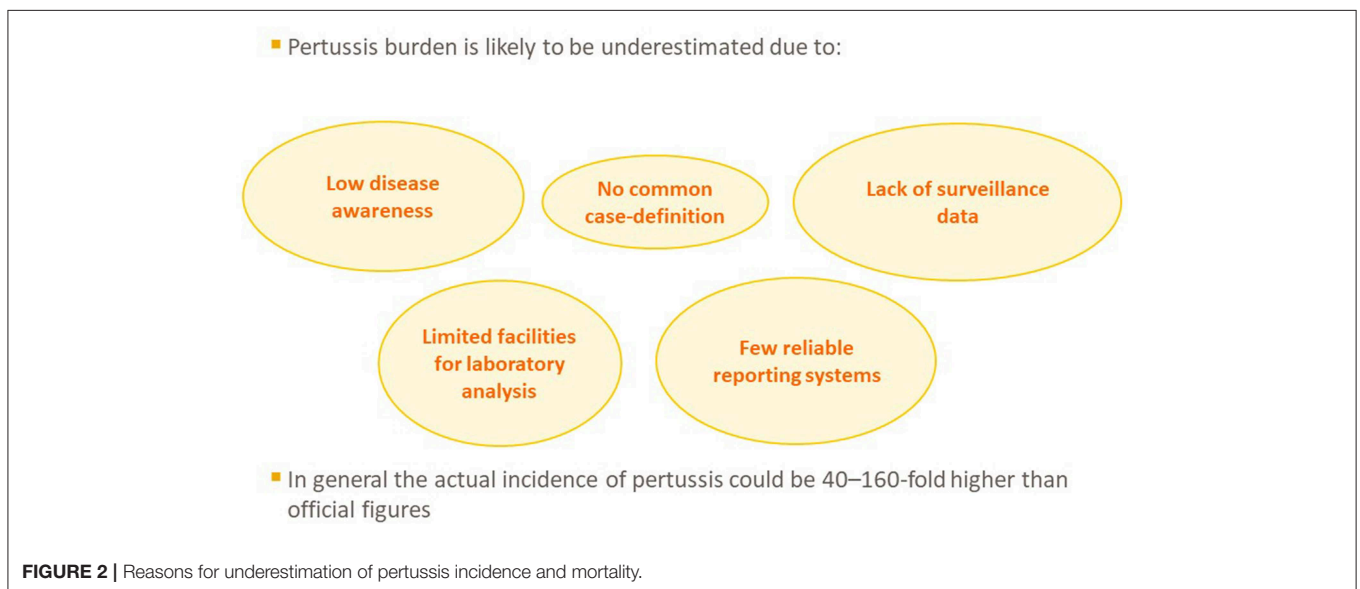 ▪ Pertussis burden is likely to be underestimated due to:
Low disease
awareness
No common
case-definition
Lack of surveillance
data
Limited facilities
for laboratory
analysis
Few reliable
reporting systems
▪ In general the actual incidence of pertussis could be 40–160-fold higher than
official figures
FIGURE 2 | Reasons for underestimation of pertussis incidence and mortality.